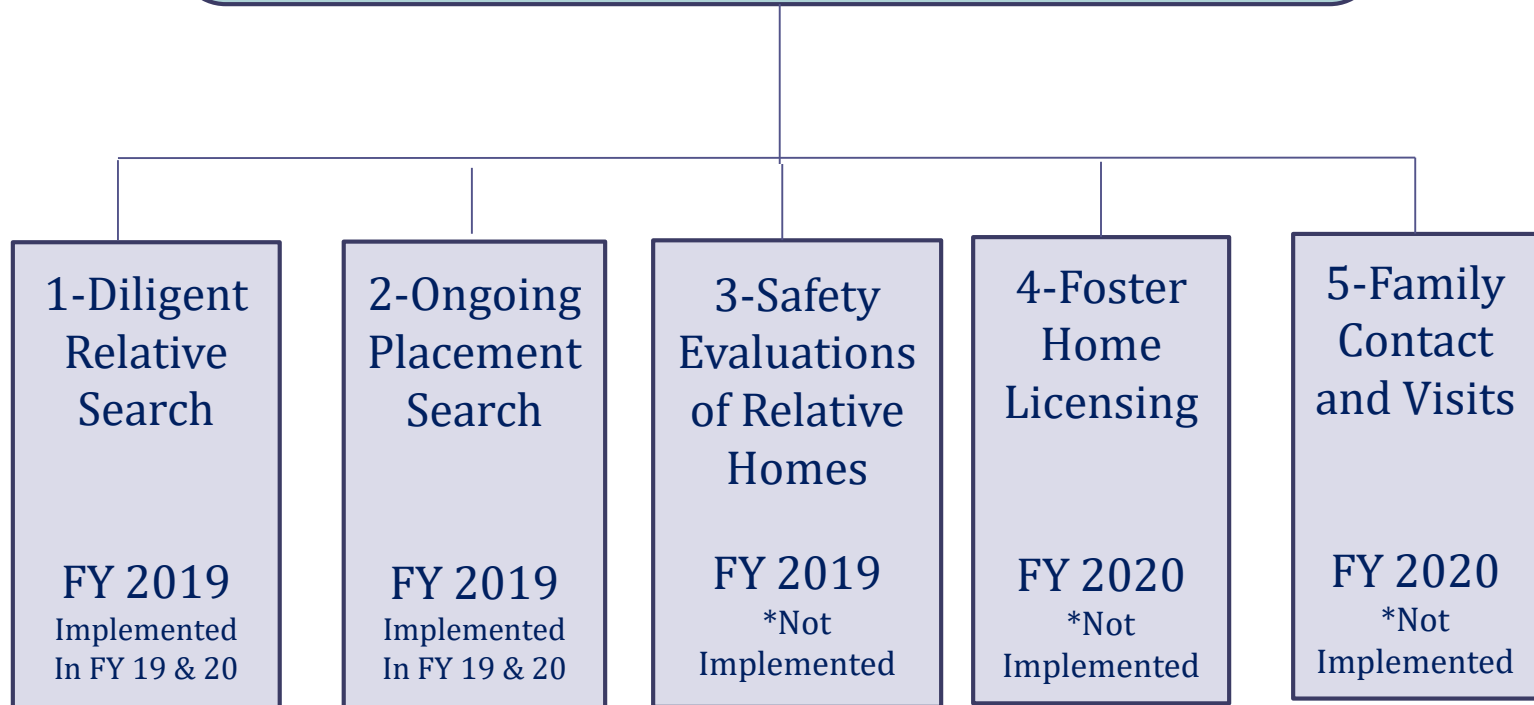 1-Diligent
Relative
Search
FY 2019
Implemented
In FY 19 & 20
2-Ongoing
Placement
Search
FY 2019
Implemented
In FY 19 & 20
3-Safety
Evaluations
of Relative
Homes
FY 2019
*Not
Implemented
4-Foster
Home
Licensing
FY 2020
*Not
Implemented
5-Family
Contact
and Visits
FY 2020
*Not
Implemented